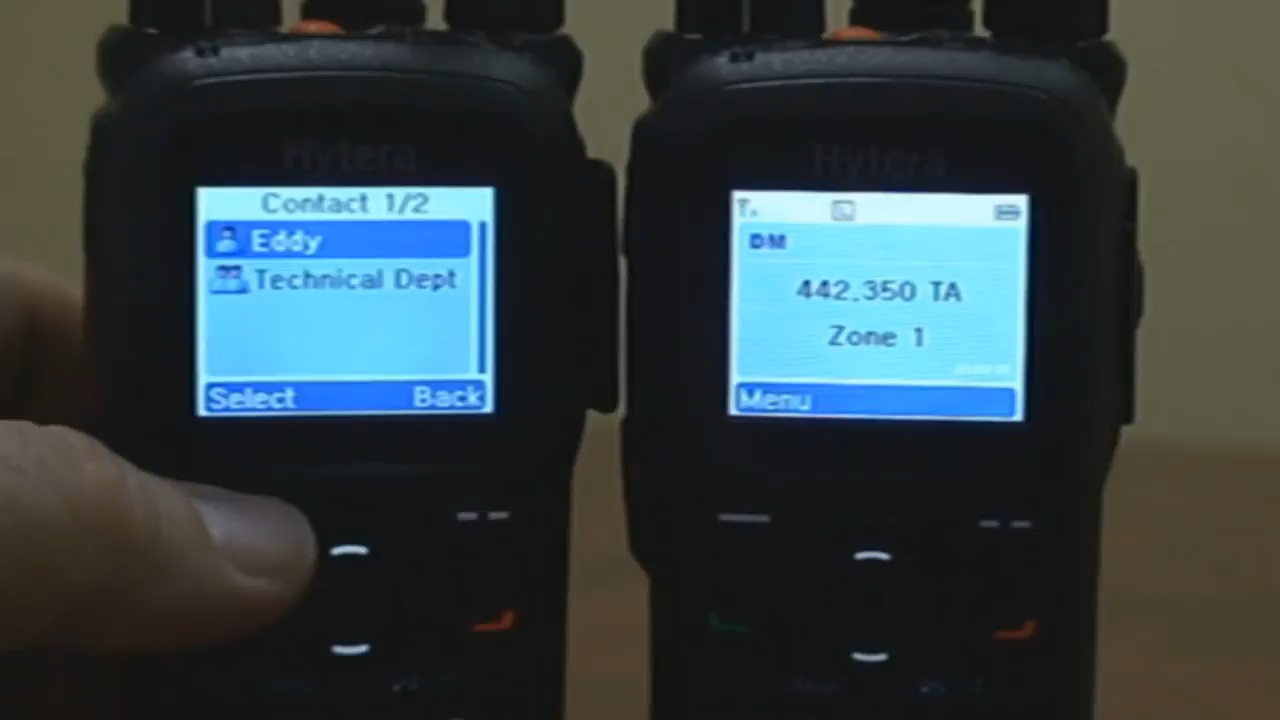 Hytera
Contact 1/2
Eddy
Technical Dept
Select Back
Hytera
DM
442.350 TA
Zone 1
Menu